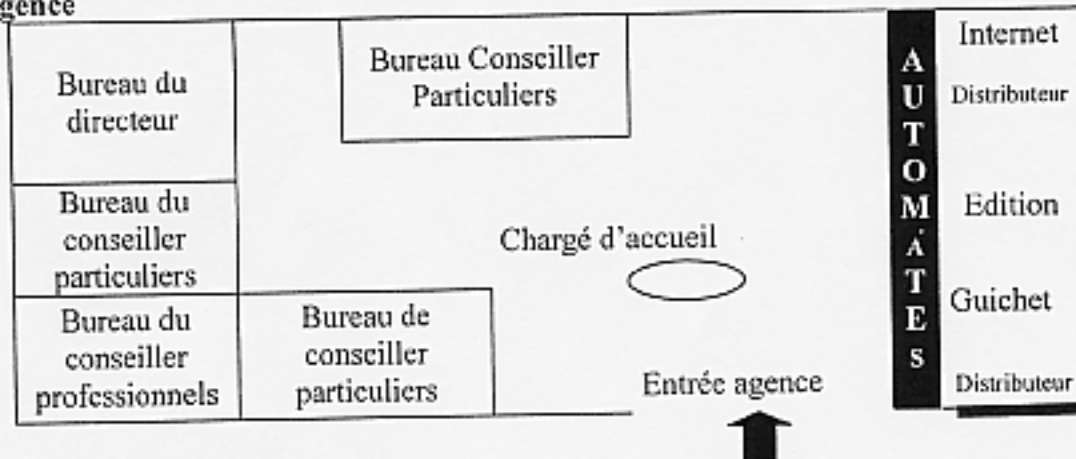 gence
Bureau du
directeur
Bureau Conseiller
Particuliers
Bureau du
conseiller
particuliers
Chargé d'accueil
Bureau du
conseiller
professionnels
Bureau de
conseiller
particuliers
Entrée agence
AUTOMATES
Internet
Distributeur
Edition
Guichet
Distributeur